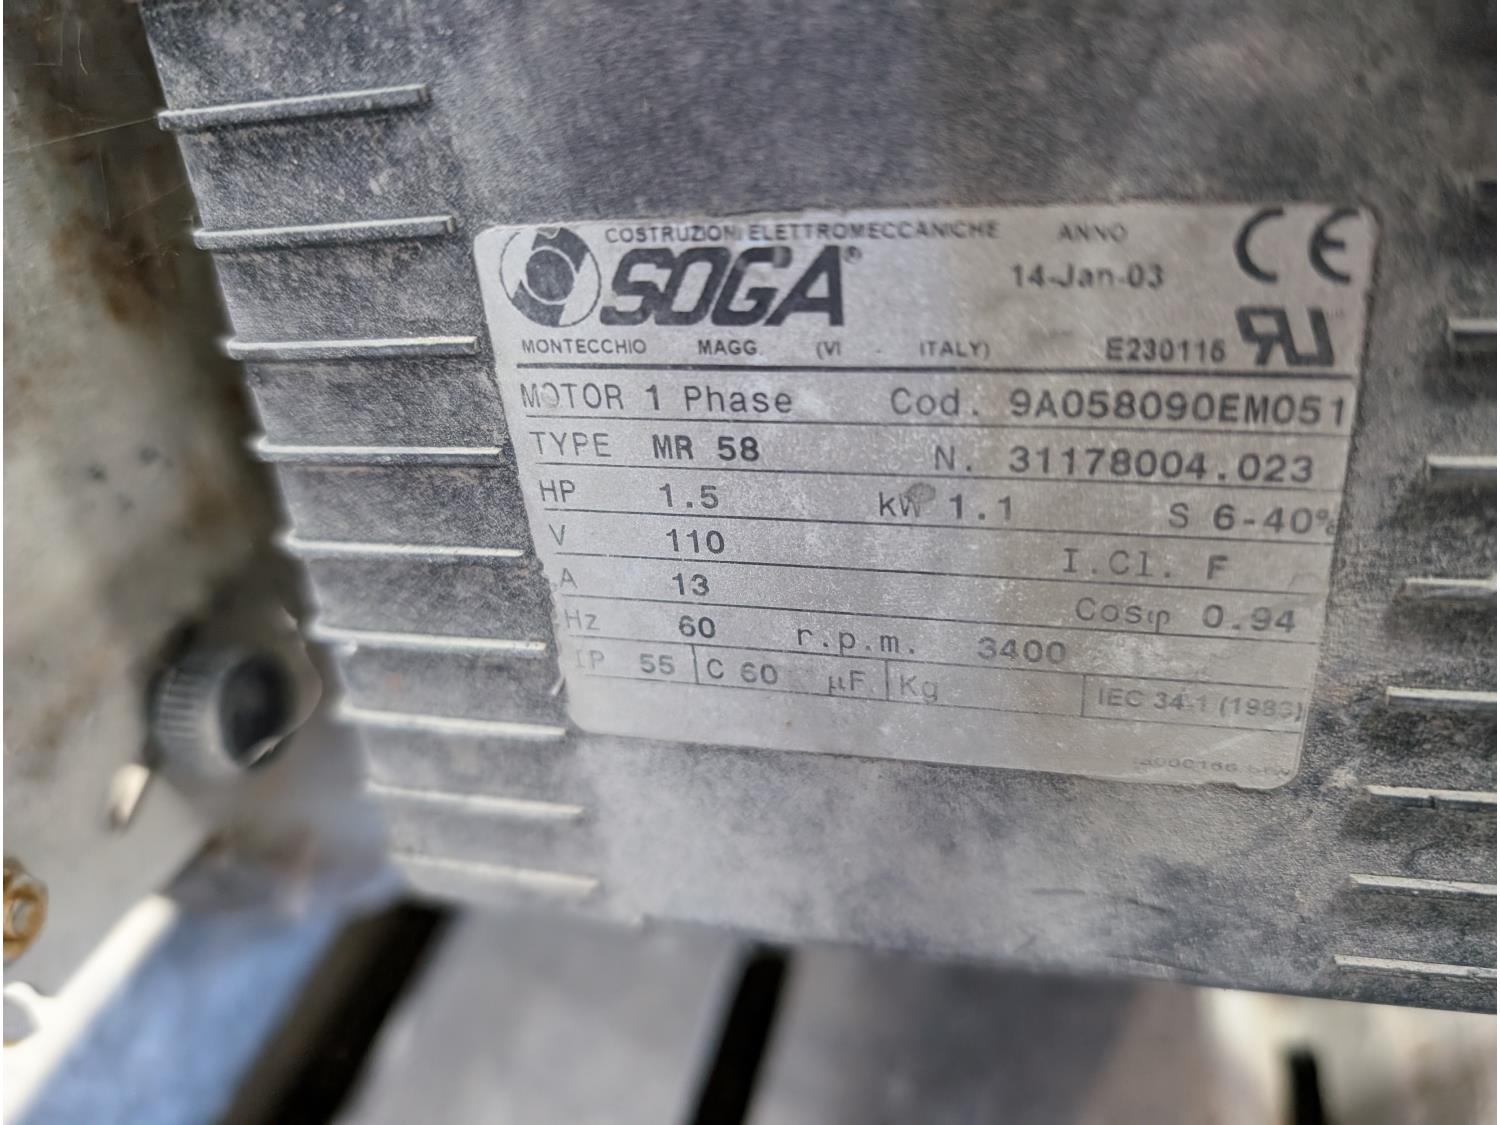 COSTRUZIONI ELETTROMECCANICHE ANNO CE
SOGA® 14-Jan-03
MONTECCHIO MAGG. (VI - ITALY) E230116 RU
MOTOR 1 Phase Cod. 9A058090EM051
TYPE MR 58 N. 31178004.023
HP 1.5 kW 1.1 S 6-40%
V 110 I.Cl. F
A 13 Cosφ 0.94
Hz 60 r.p.m. 3400
IP 55 C 60 µF Kg IEC 34-1 (1983)